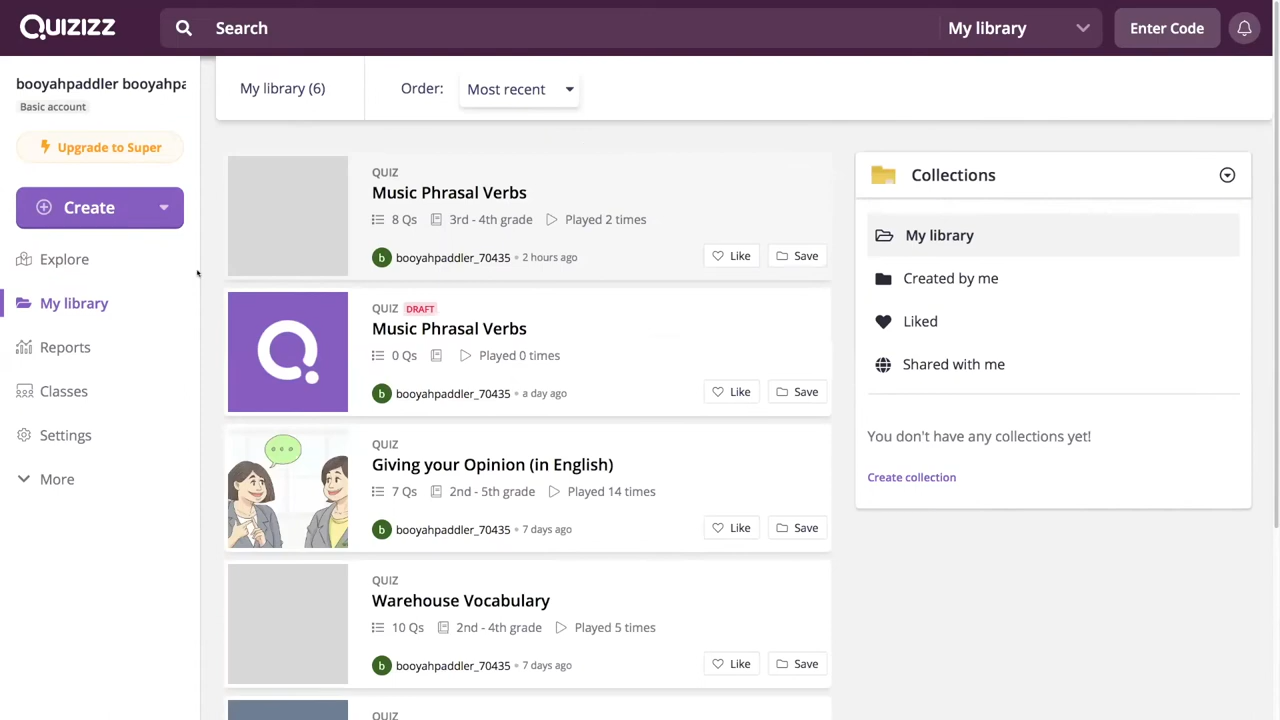 Quizizz
Search
My library
Enter Code
booyahpaddler booyahpa
Basic account
Upgrade to Super
Create
Explore
My library
Reports
Classes
Settings
More
My library (6)
Order:
Most recent
QUIZ
Music Phrasal Verbs
8 Qs 3rd - 4th grade Played 2 times
b booyahpaddler_70435 • 2 hours ago
Like Save
QUIZ DRAFT
Music Phrasal Verbs
0 Qs Played 0 times
b booyahpaddler_70435 • a day ago
Like Save
QUIZ
Giving your Opinion (in English)
7 Qs 2nd - 5th grade Played 14 times
b booyahpaddler_70435 • 7 days ago
Like Save
QUIZ
Warehouse Vocabulary
10 Qs 2nd - 4th grade Played 5 times
b booyahpaddler_70435 • 7 days ago
Like Save
QUIZ
Collections
My library
Created by me
Liked
Shared with me
You don't have any collections yet!
Create collection